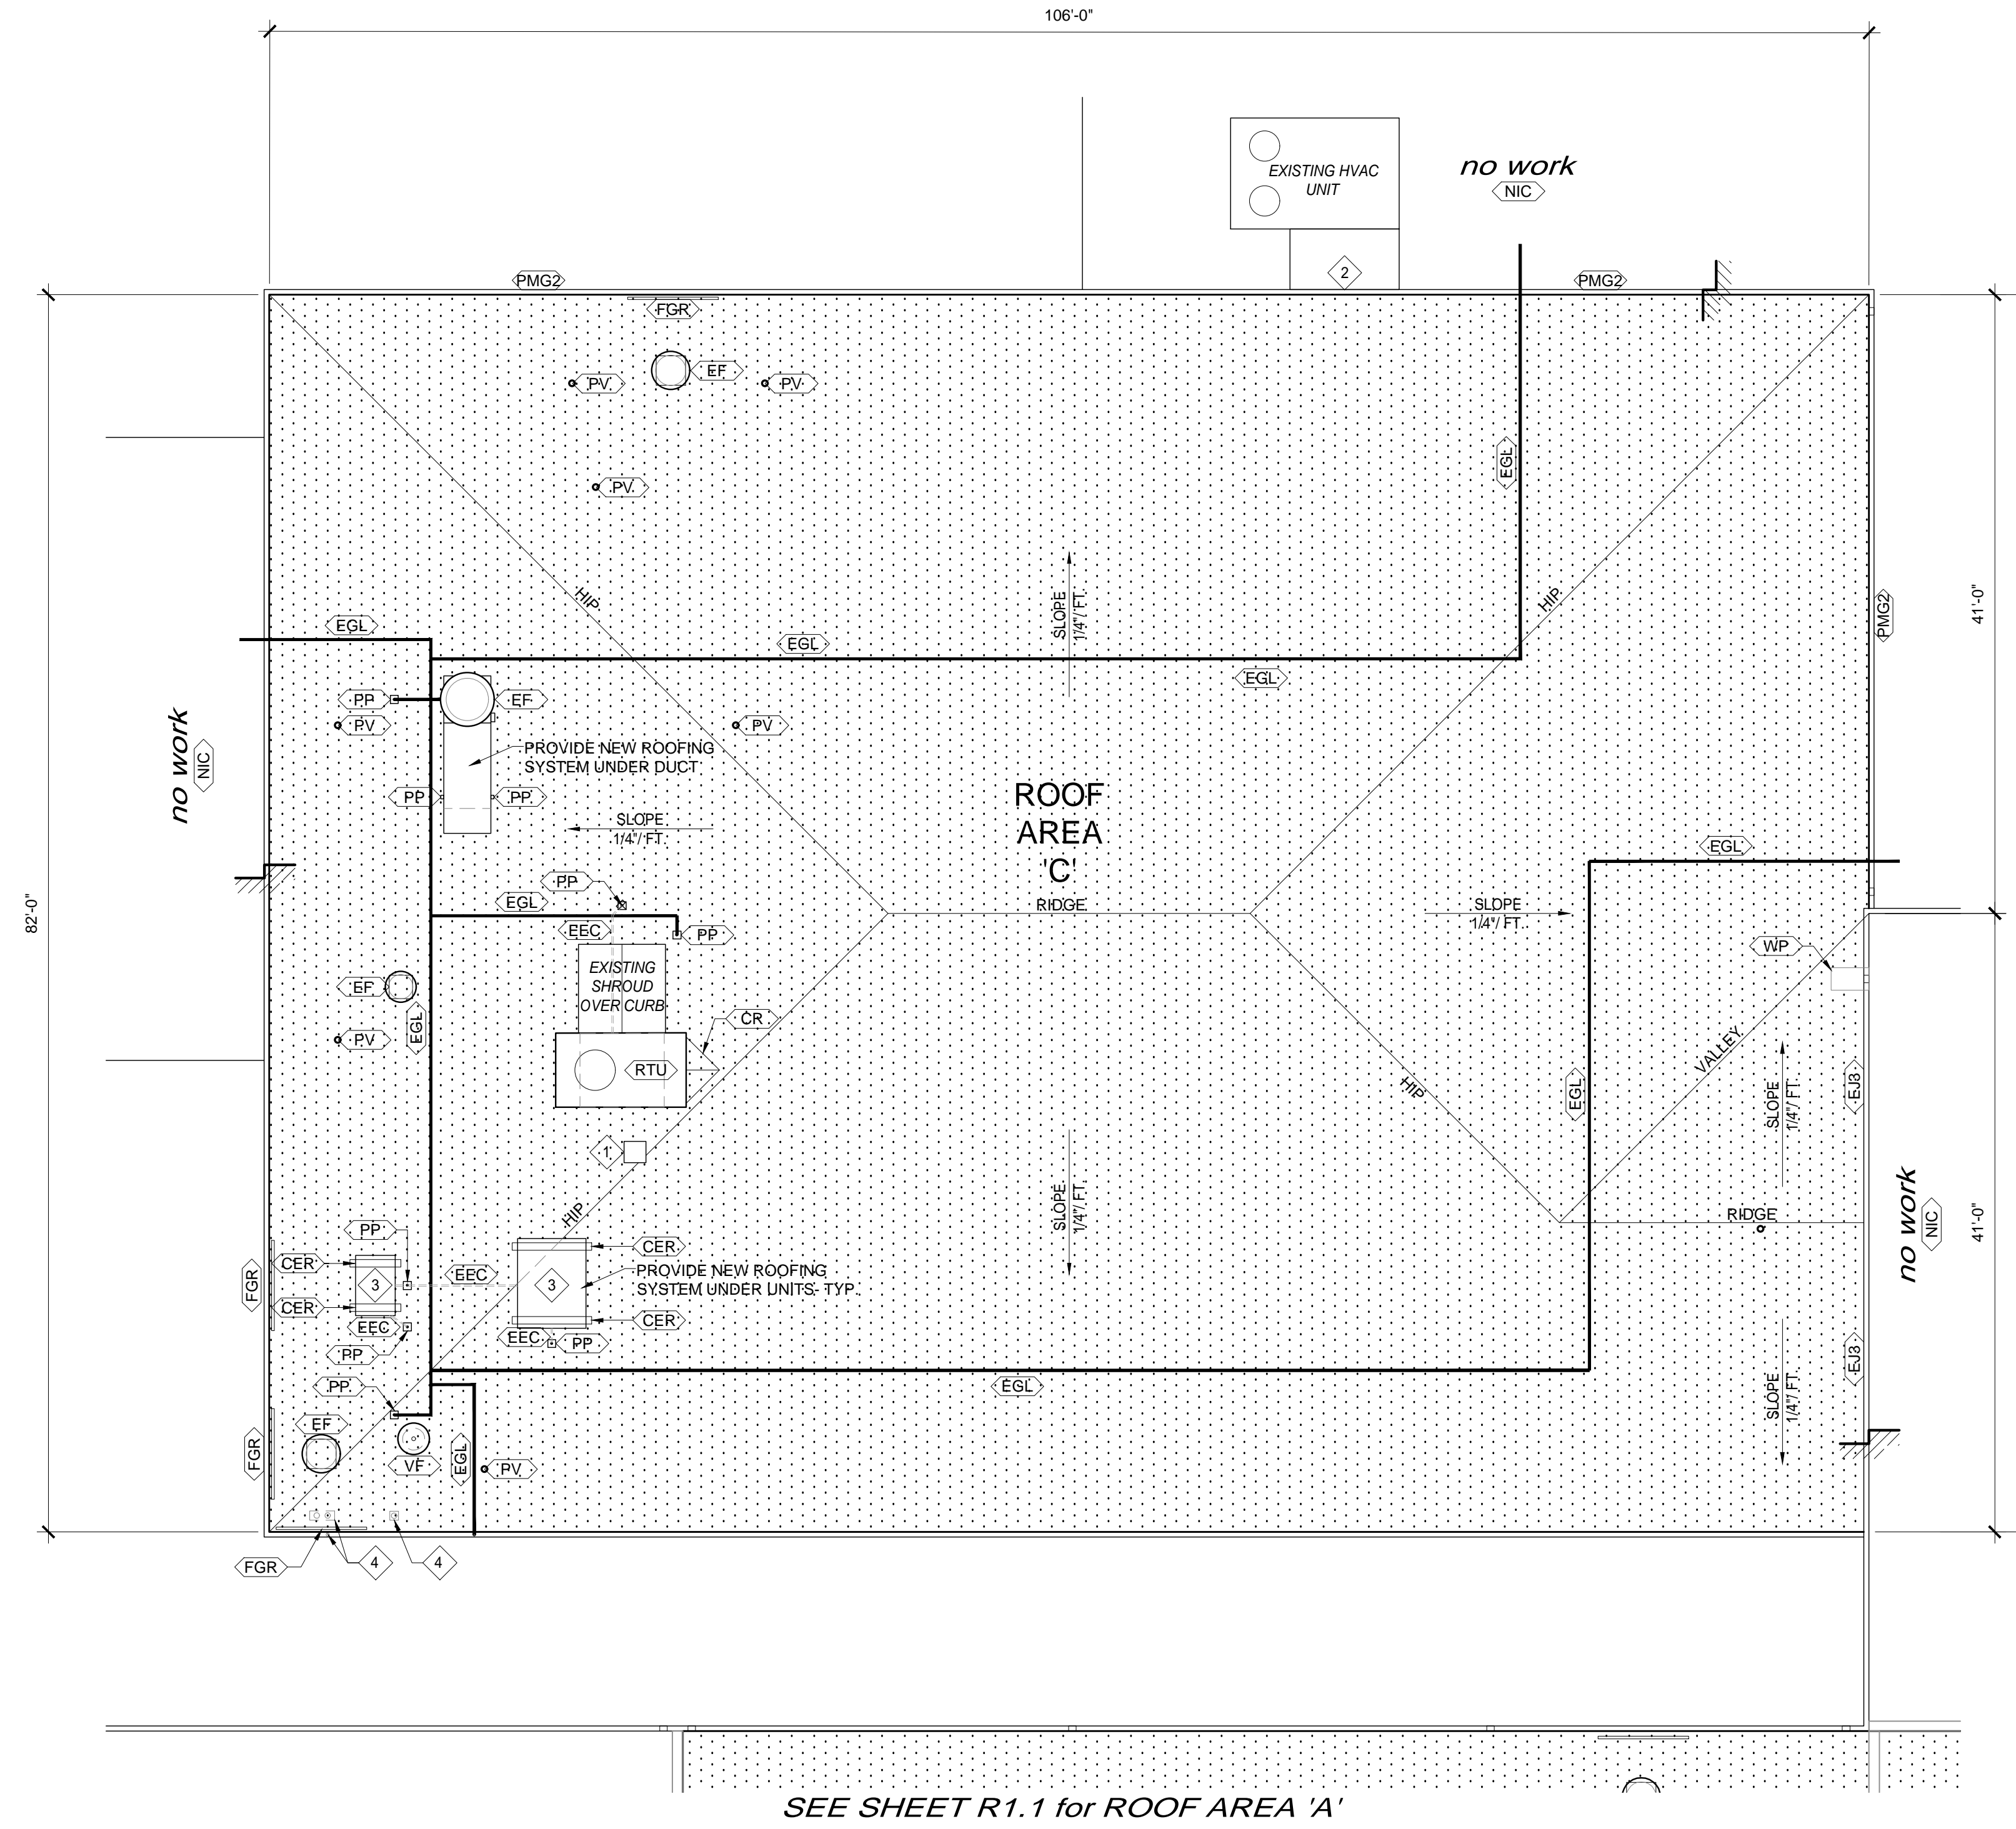 106'-0"
EXISTING HVAC
UNIT
no work
NIC
2
PMG2
PMG2
FGR
EF
PV
PV
EGL
PV
HIP
HIP
SLOPE
1/4"/ FT.
PMG2
41'-0"
EGL
EGL
EGL
PP
EF
PV
PV
no work
NIC
PROVIDE NEW ROOFING
SYSTEM UNDER DUCT
PP
PP
ROOF
AREA
'C'
SLOPE
1/4"/ FT.
EGL
82'-0"
PP
EGL
EEC
PP
RIDGE
SLOPE
1/4"/ FT.
WP
EXISTING
SHROUD
OVER CURB
EF
EGL
PV
CR
RTU
VALLEY
EJ3
SLOPE
1/4"/ FT.
HIP
EGL
1
HIP
SLOPE
1/4"/ FT.
RIDGE
no work
NIC
41'-0"
PP
CER
3
EEC
CER
3
PROVIDE NEW ROOFING
SYSTEM UNDER UNITS- TYP.
FGR
CER
EEC
CER
EEC
PP
PP
EJ3
PP
EGL
SLOPE
1/4"/ FT.
EF
FGR
VF
EGL
PV
FGR
4
4
SEE SHEET R1.1 for ROOF AREA 'A'